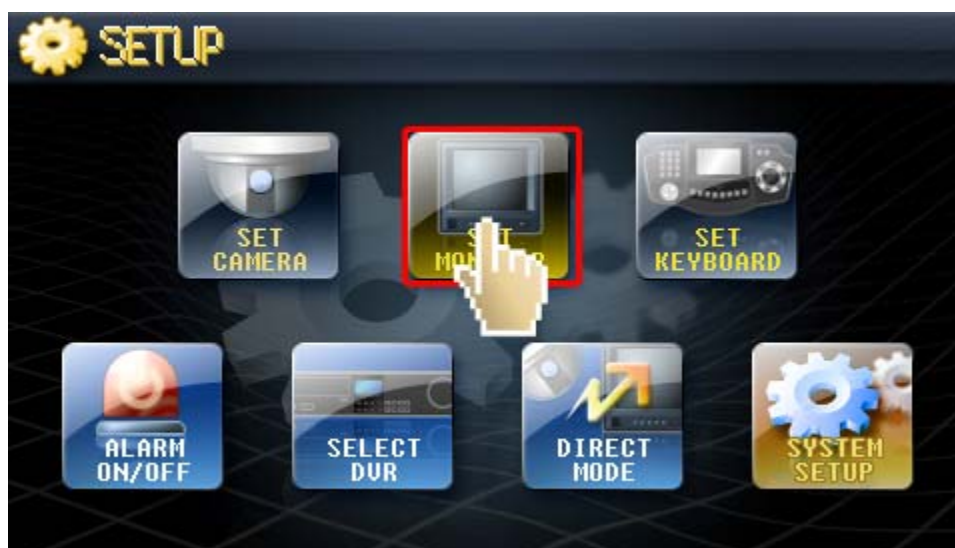 SETUP
SET
CAMERA
SET
KEYBOARD
ALARM
ON/OFF
SELECT
DVR
DIRECT
MODE
SYSTEM
SETUP